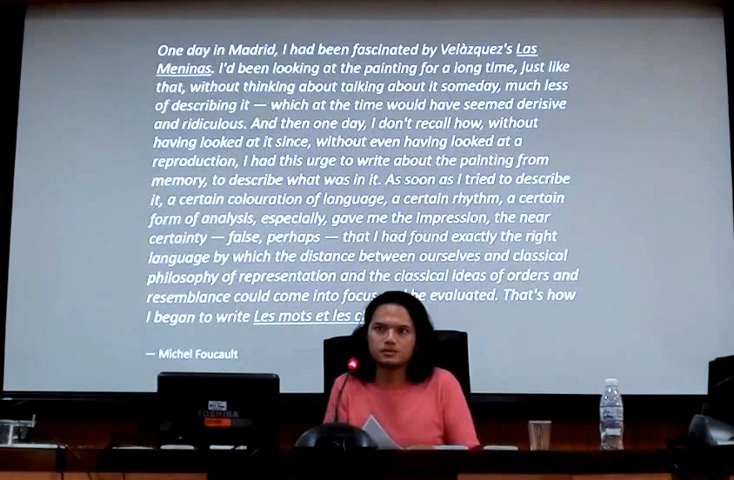 One day in Madrid, I had been fascinated by Velàzquez's Las
Meninas. I'd been looking at the painting for a long time, just like
that, without thinking about talking about it someday, much less
of describing it — which at the time would have seemed derisive
and ridiculous. And then one day, I don't recall how, without
having looked at it since, without even having looked at a
reproduction, I had this urge to write about the painting from
memory, to describe what was in it. As soon as I tried to describe
it, a certain colouration of language, a certain rhythm, a certain
form of analysis, especially, gave me the impression, the near
certainty — false, perhaps — that I had found exactly the right
language by which the distance between ourselves and classical
philosophy of representation and the classical ideas of orders and
resemblance could come into focus be evaluated. That's how
I began to write Les mots et les
— Michel Foucault
TOSHIBA